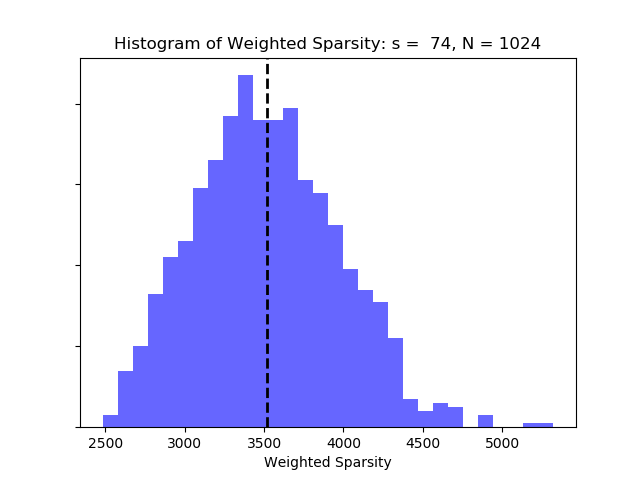 Histogram of Weighted Sparsity: s =  74, N = 1024
2500 3000 3500 4000 4500 5000
Weighted Sparsity